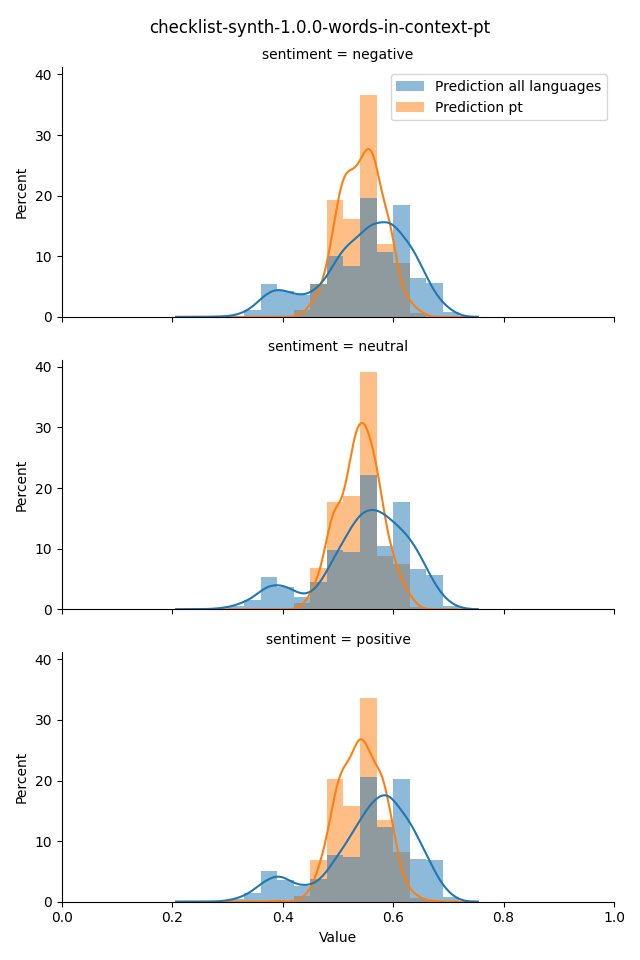 checklist-synth-1.0.0-words-in-context-pt
sentiment = negative
Prediction all languages
Prediction pt
Percent
40
30
20
10
0
sentiment = neutral
Percent
40
30
20
10
0
sentiment = positive
Percent
40
30
20
10
0
0.0 0.2 0.4 0.6 0.8 1.0
Value